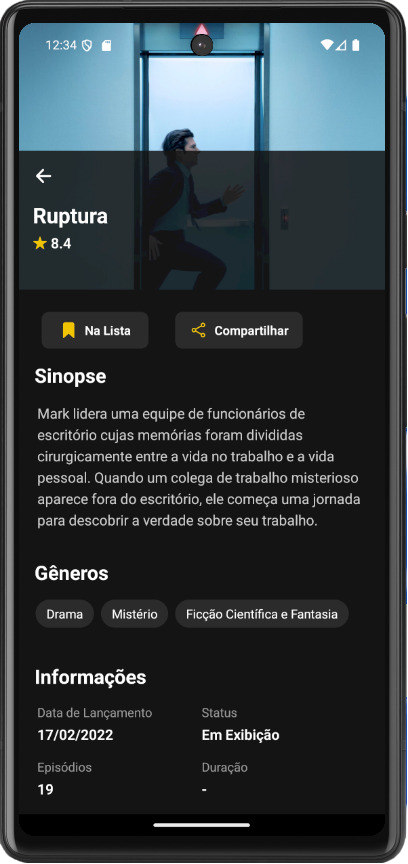 12:34
Ruptura
8.4
Na Lista
Compartilhar
Sinopse
Mark lidera uma equipe de funcionários de
escritório cujas memórias foram divididas
cirurgicamente entre a vida no trabalho e a vida
pessoal. Quando um colega de trabalho misterioso
aparece fora do escritório, ele começa uma jornada
para descobrir a verdade sobre seu trabalho.
Gêneros
Drama
Mistério
Ficção Científica e Fantasia
Informações
Data de Lançamento
Status
17/02/2022
Em Exibição
Episódios
Duração
19
-